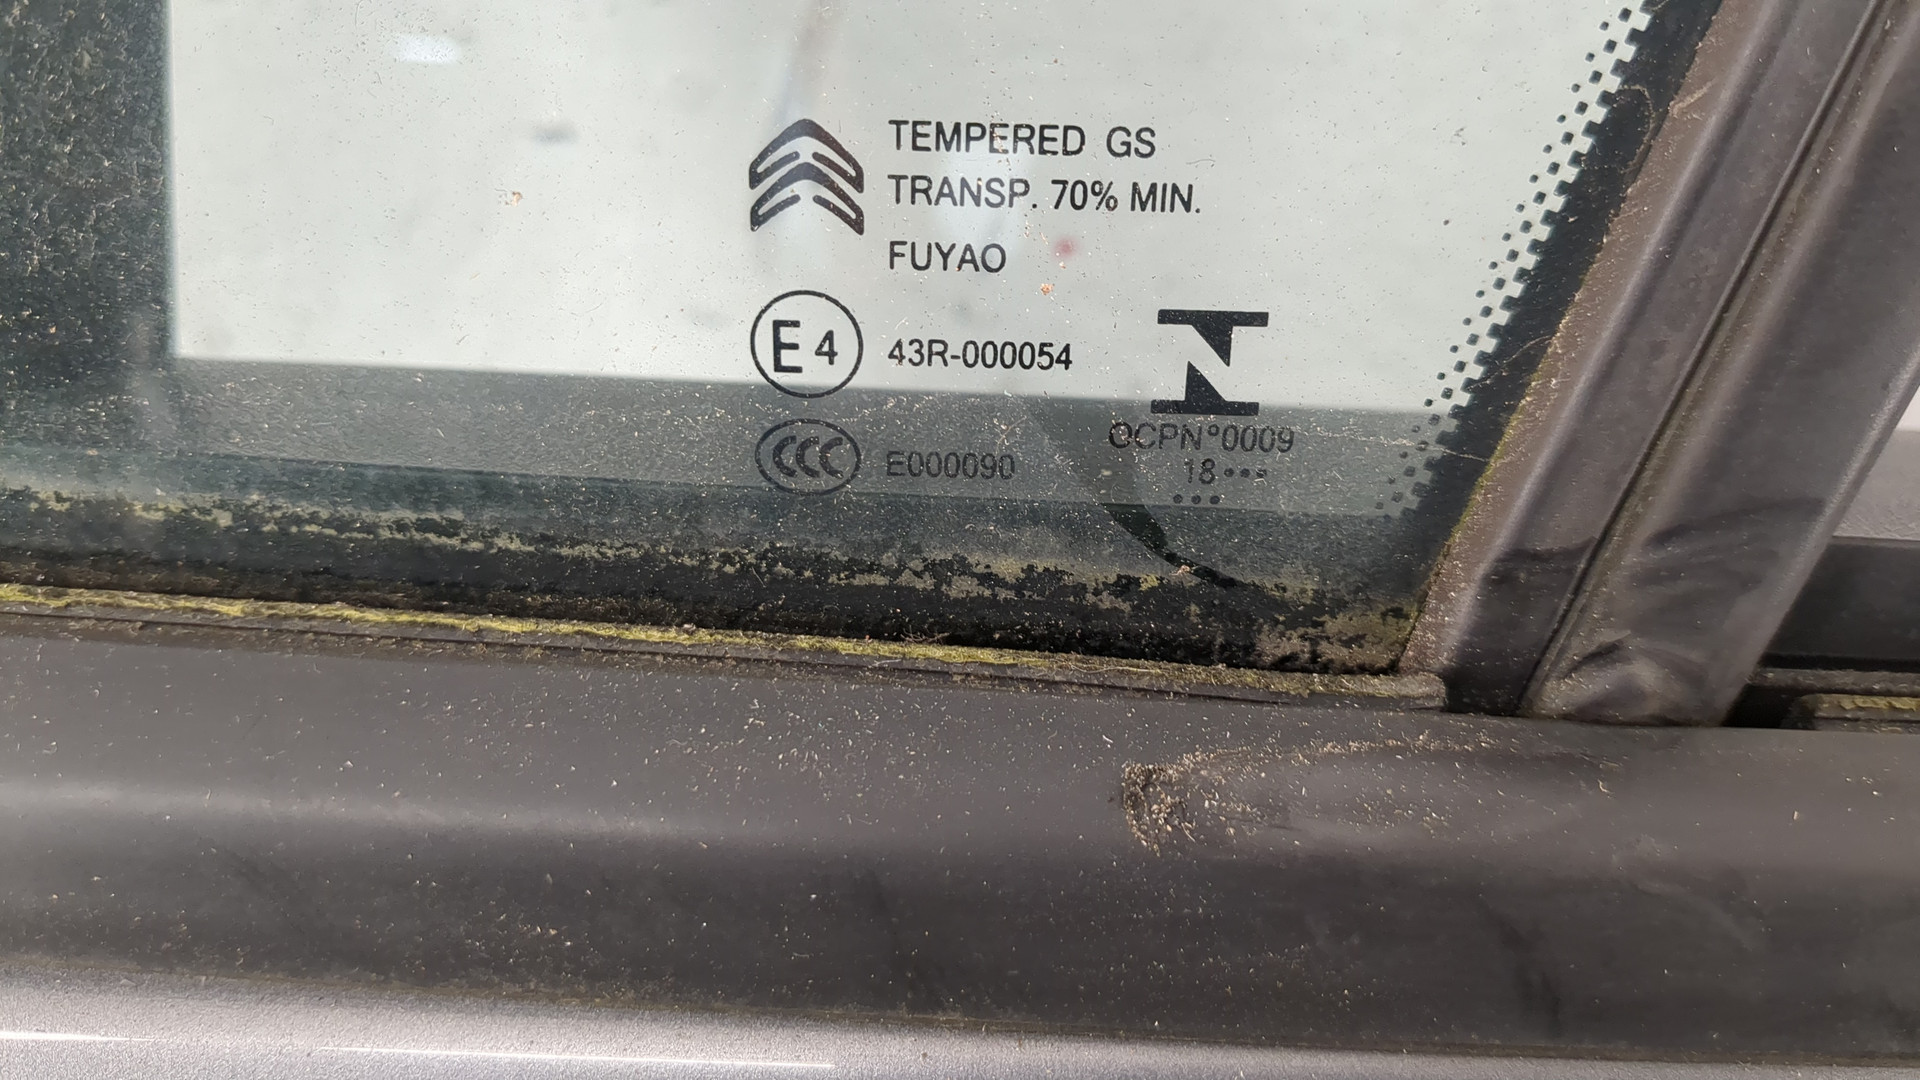 TEMPERED GS
TRANSP. 70% MIN.
FUYAO
E4 43R-000054
CCC E000090
OCPN°0009
18•••
•••